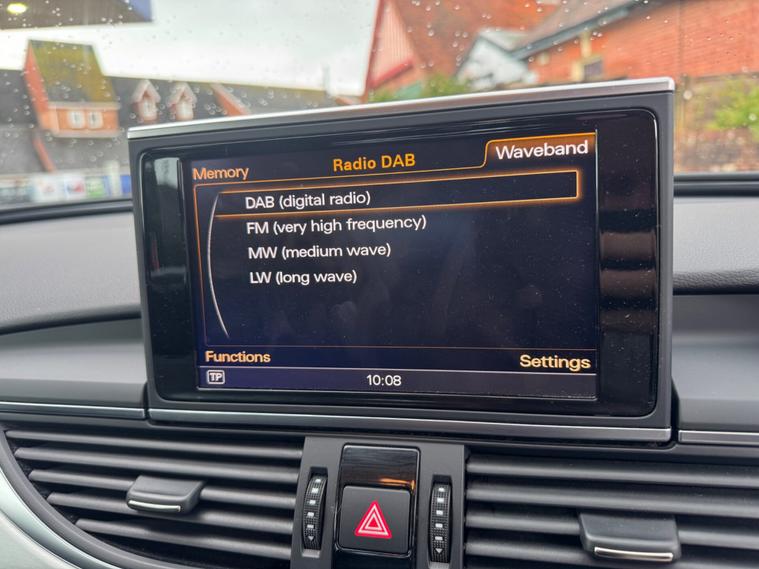 Memory
Radio DAB
Waveband
DAB (digital radio)
FM (very high frequency)
MW (medium wave)
LW (long wave)
Functions
Settings
TP
10:08